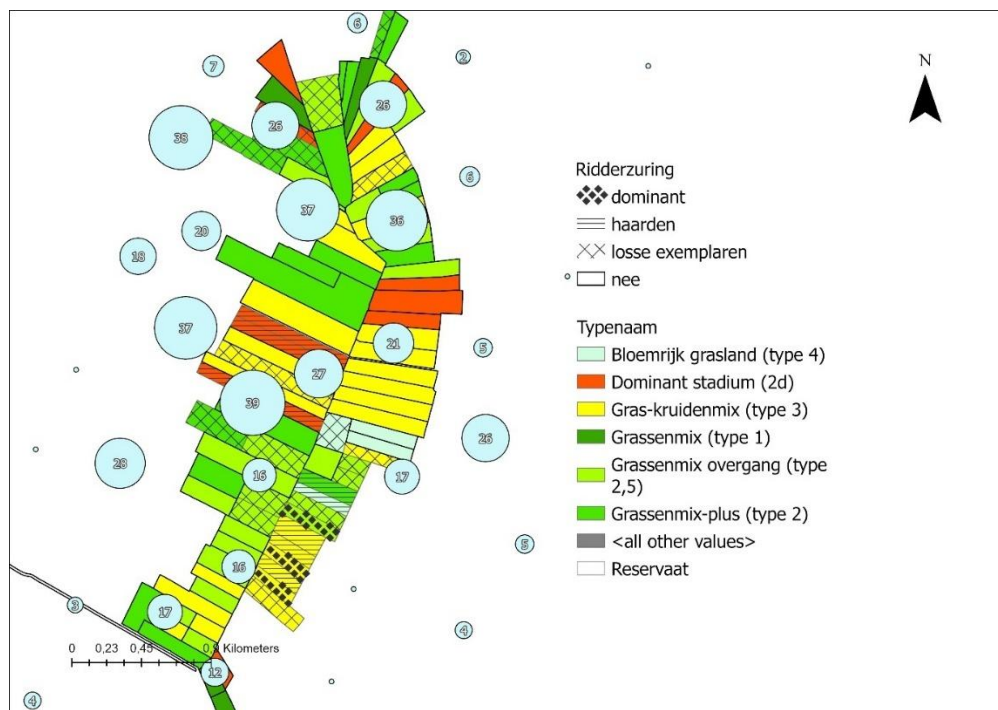 6
2
7
26
26
38
6
37
36
20
18
37
21
5
27
39
26
28
16
17
5
16
3
17
4
12
4
0 0,23 0,45 0,9 Kilometers
N
Ridderzuring
dominant
haarden
losse exemplaren
nee
Typenaam
Bloemrijk grasland (type 4)
Dominant stadium (2d)
Gras-kruidenmix (type 3)
Grassenmix (type 1)
Grassenmix overgang (type
2,5)
Grassenmix-plus (type 2)
<all other values>
Reservaat